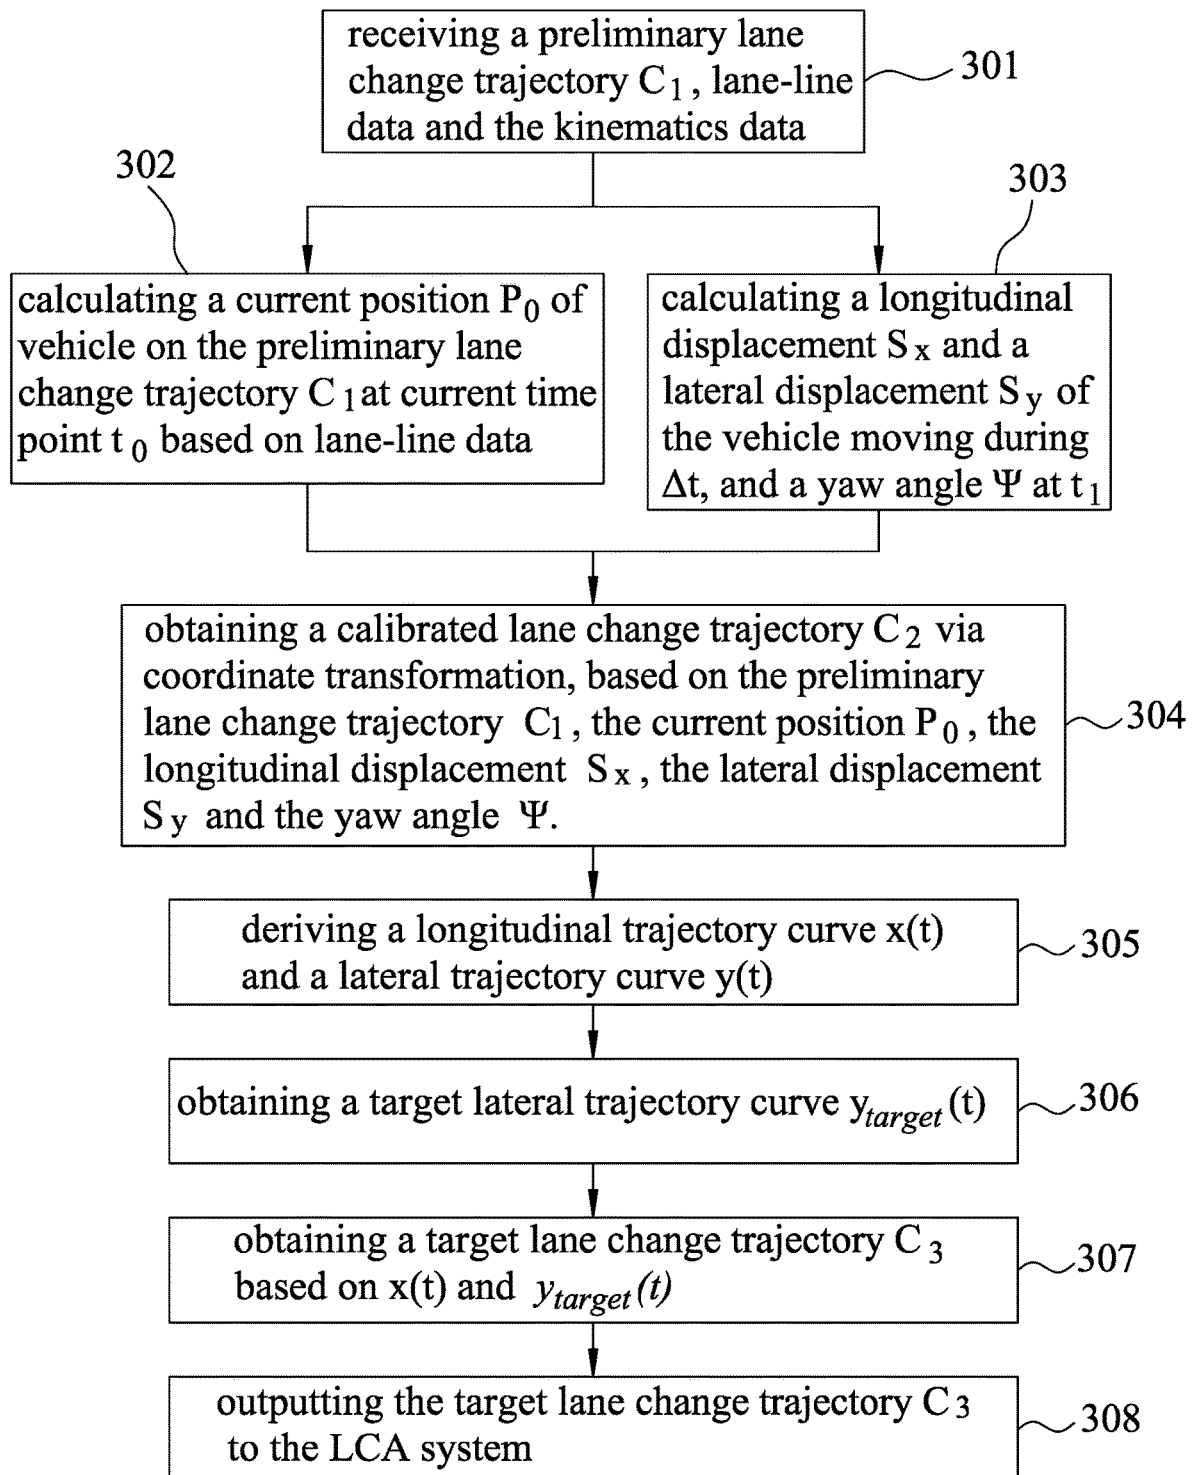 receiving a preliminary lane
change trajectory C1, lane-line
data and the kinematics data
301
302
303
calculating a current position P0 of
vehicle on the preliminary lane
change trajectory C1 at current time
point t0 based on lane-line data
calculating a longitudinal
displacement Sx and a
lateral displacement Sy of
the vehicle moving during
Δt, and a yaw angle Ψ at t1
obtaining a calibrated lane change trajectory C2 via
coordinate transformation, based on the preliminary
lane change trajectory C1, the current position P0, the
longitudinal displacement Sx, the lateral displacement
Sy and the yaw angle Ψ.
304
deriving a longitudinal trajectory curve x(t)
and a lateral trajectory curve y(t)
305
obtaining a target lateral trajectory curve ytarget(t)
306
obtaining a target lane change trajectory C3
based on x(t) and ytarget(t)
307
outputting the target lane change trajectory C3
to the LCA system
308